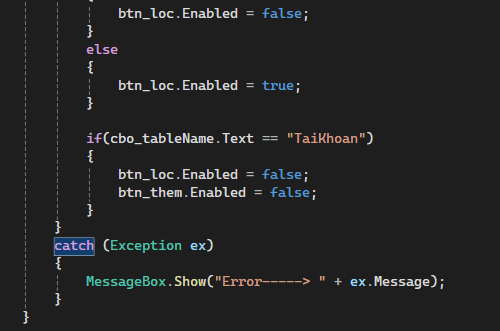 {
btn_loc.Enabled = false;
}
else
{
btn_loc.Enabled = true;
}
if(cbo_tableName.Text == "TaiKhoan")
{
btn_loc.Enabled = false;
btn_them.Enabled = false;
}
}
catch (Exception ex)
{
MessageBox.Show("Error-----> " + ex.Message);
}
}